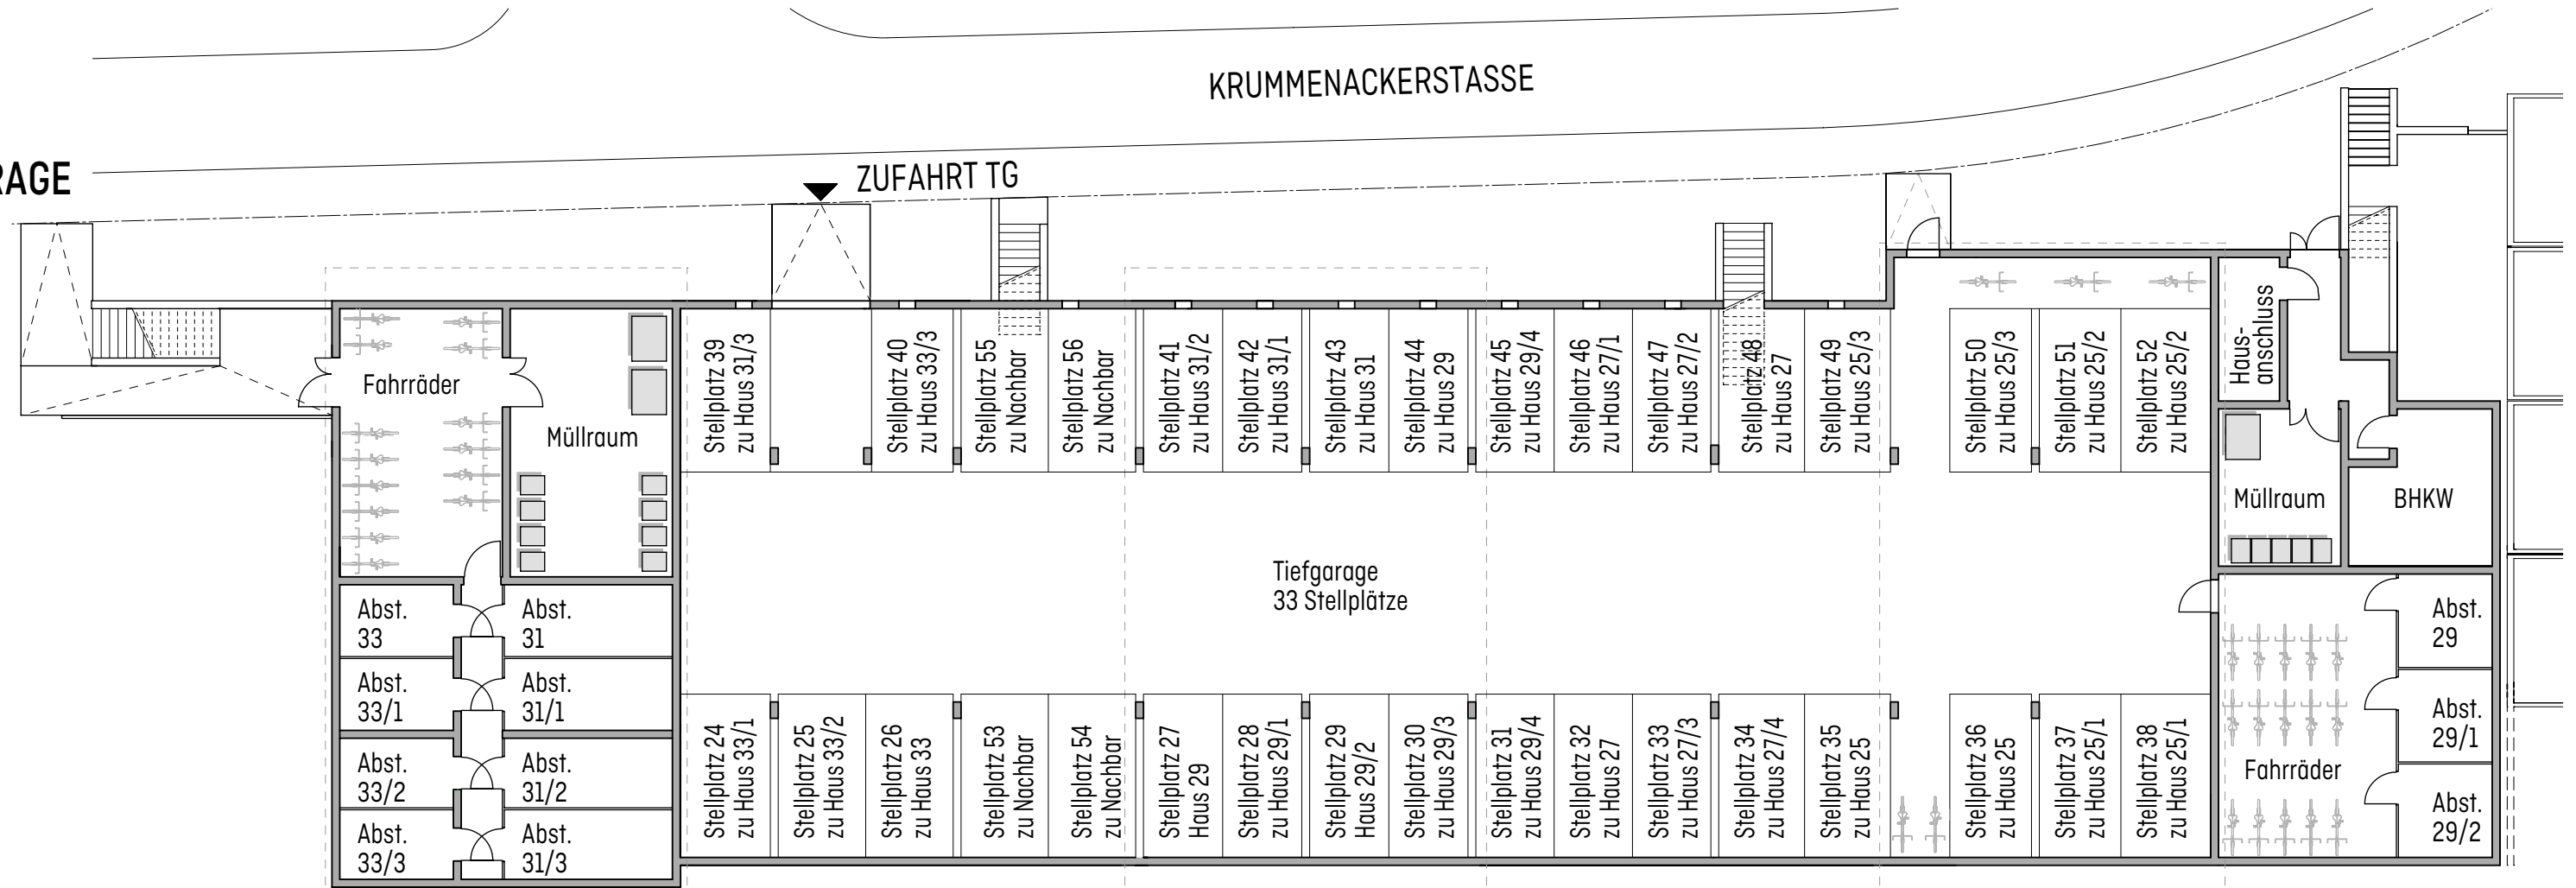 KRUMMENACKERSTASSE
RAGE
ZUFAHRT TG
Fahrräder
Müllraum
Stellplatz 39
zu Haus 31/3
Stellplatz 40
zu Haus 33/3
Stellplatz 55
zu Nachbar
Stellplatz 56
zu Nachbar
Stellplatz 41
zu Haus 31/2
Stellplatz 42
zu Haus 31/1
Stellplatz 43
zu Haus 31
Stellplatz 44
zu Haus 29
Stellplatz 45
zu Haus 29/4
Stellplatz 46
zu Haus 27/1
Stellplatz 47
zu Haus 27/2
Stellplatz 48
zu Haus 27
Stellplatz 49
zu Haus 25/3
Stellplatz 50
zu Haus 25/3
Stellplatz 51
zu Haus 25/2
Stellplatz 52
zu Haus 25/2
Haus-
anschluss
Müllraum
BHKW
Tiefgarage
33 Stellplätze
Abst.
33
Abst.
31
Abst.
33/1
Abst.
31/1
Abst.
33/2
Abst.
31/2
Abst.
33/3
Abst.
31/3
Stellplatz 24
zu Haus 33/1
Stellplatz 25
zu Haus 33/2
Stellplatz 26
zu Haus 33
Stellplatz 53
zu Nachbar
Stellplatz 54
zu Nachbar
Stellplatz 27
Haus 29
Stellplatz 28
zu Haus 29/1
Stellplatz 29
Haus 29/2
Stellplatz 30
zu Haus 29/3
Stellplatz 31
zu Haus 29/4
Stellplatz 32
zu Haus 27
Stellplatz 33
zu Haus 27/3
Stellplatz 34
zu Haus 27/4
Stellplatz 35
zu Haus 25
Stellplatz 36
zu Haus 25
Stellplatz 37
zu Haus 25/1
Stellplatz 38
zu Haus 25/1
Fahrräder
Abst.
29
Abst.
29/1
Abst.
29/2